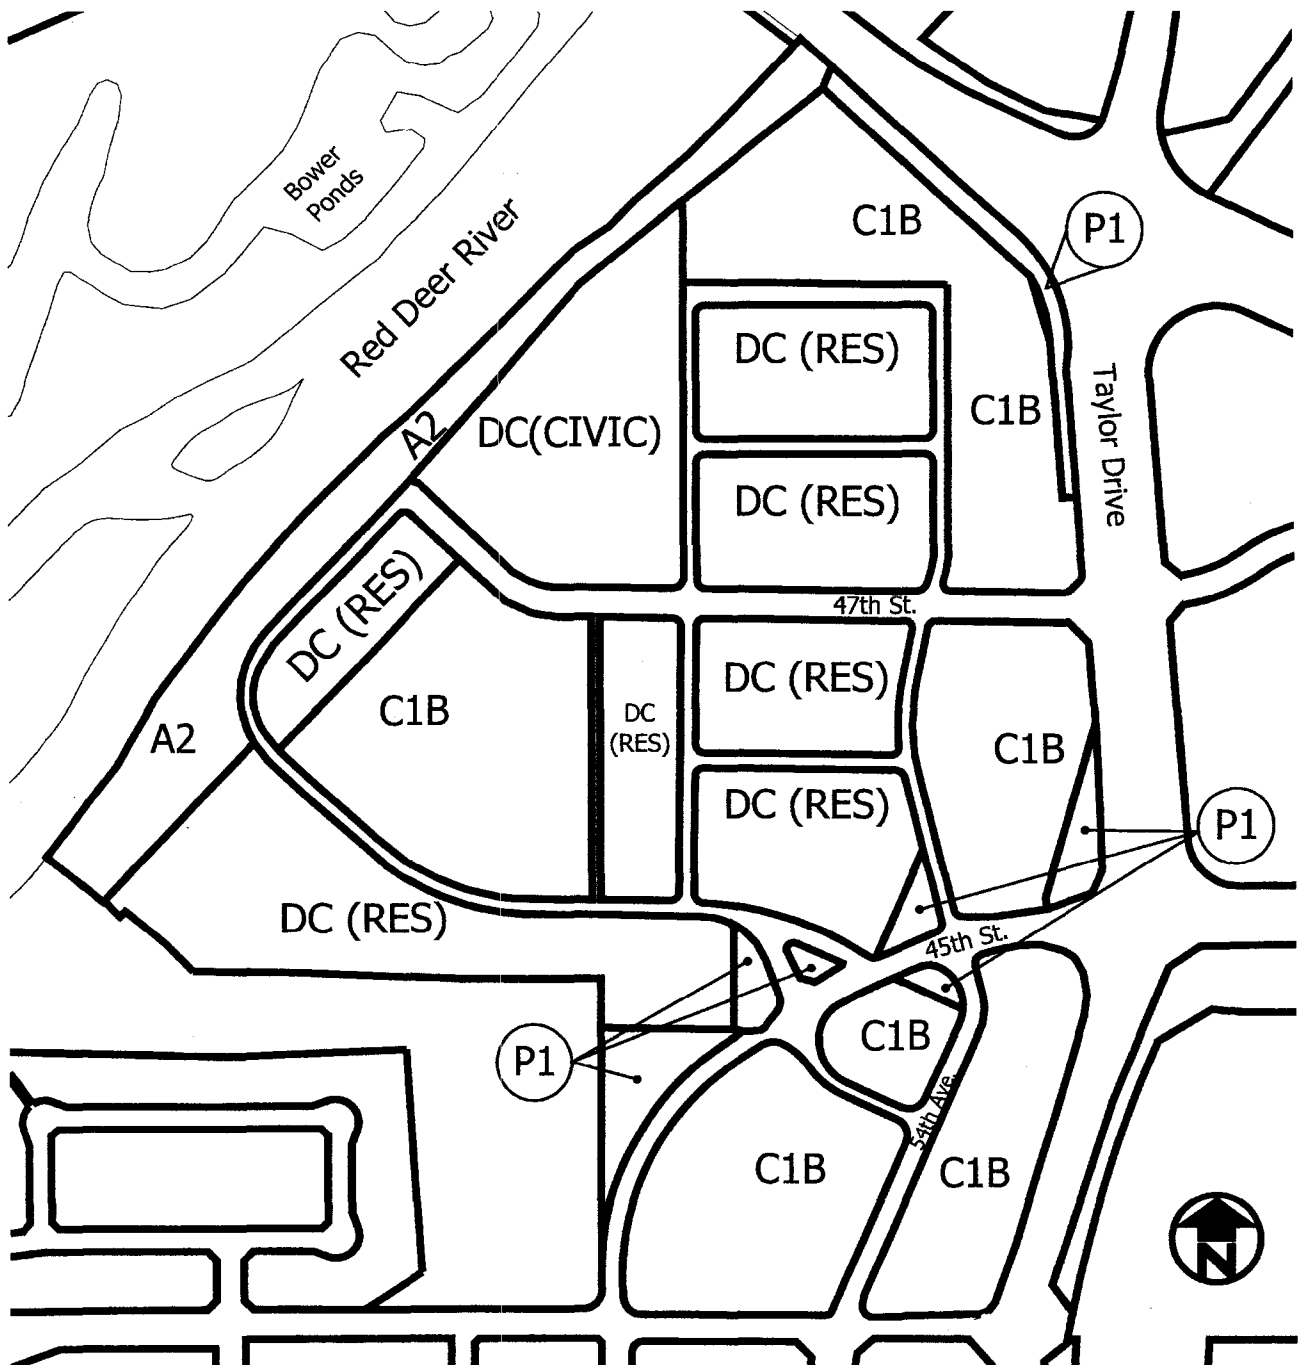 Bower
Ponds
Red Deer River
C1B
P1
DC (RES)
Taylor Drive
C1B
A2
DC(CIVIC)
DC (RES)
DC (RES)
47th St.
DC (RES)
C1B
DC
(RES)
A2
C1B
DC (RES)
P1
DC (RES)
45th St.
C1B
P1
54th Ave.
C1B
C1B
N